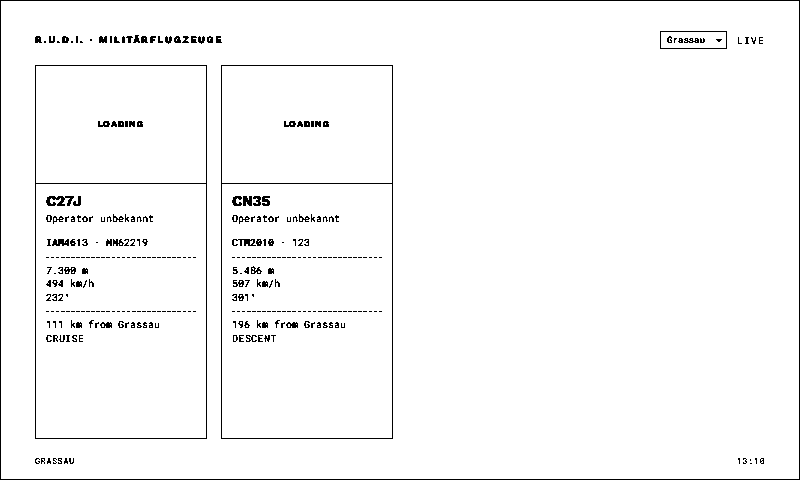 R.U.D.I. · MILITÄRFLUGZEUGE
Grassau
LIVE
LOADING
C27J
Operator unbekannt
IAM4613 · MM62219
7.300 m
494 km/h
232°
111 km from Grassau
CRUISE
LOADING
CN35
Operator unbekannt
CTM2010 · 123
5.486 m
507 km/h
301°
196 km from Grassau
DESCENT
GRASSAU
13:10